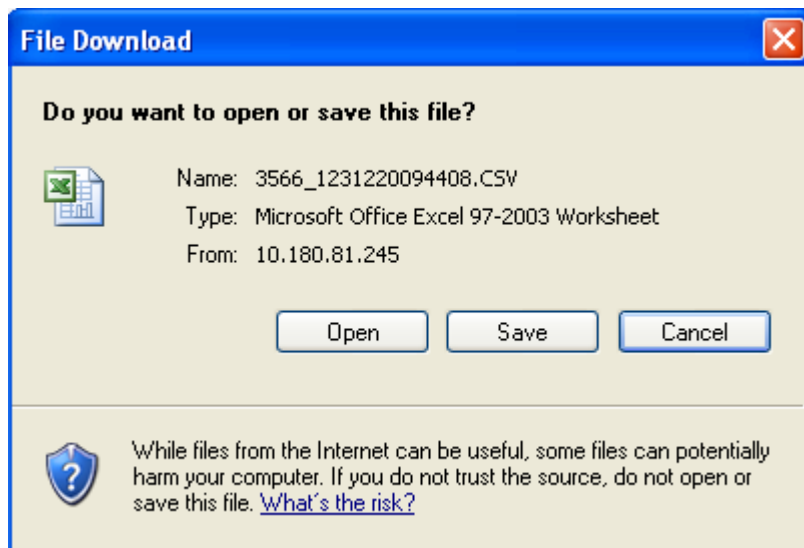 File Download
Do you want to open or save this file?
Name: 3566_1231220094408.CSV
Type: Microsoft Office Excel 97-2003 Worksheet
From: 10.180.81.245
Open Save Cancel
While files from the Internet can be useful, some files can potentially
harm your computer. If you do not trust the source, do not open or
save this file. What's the risk?